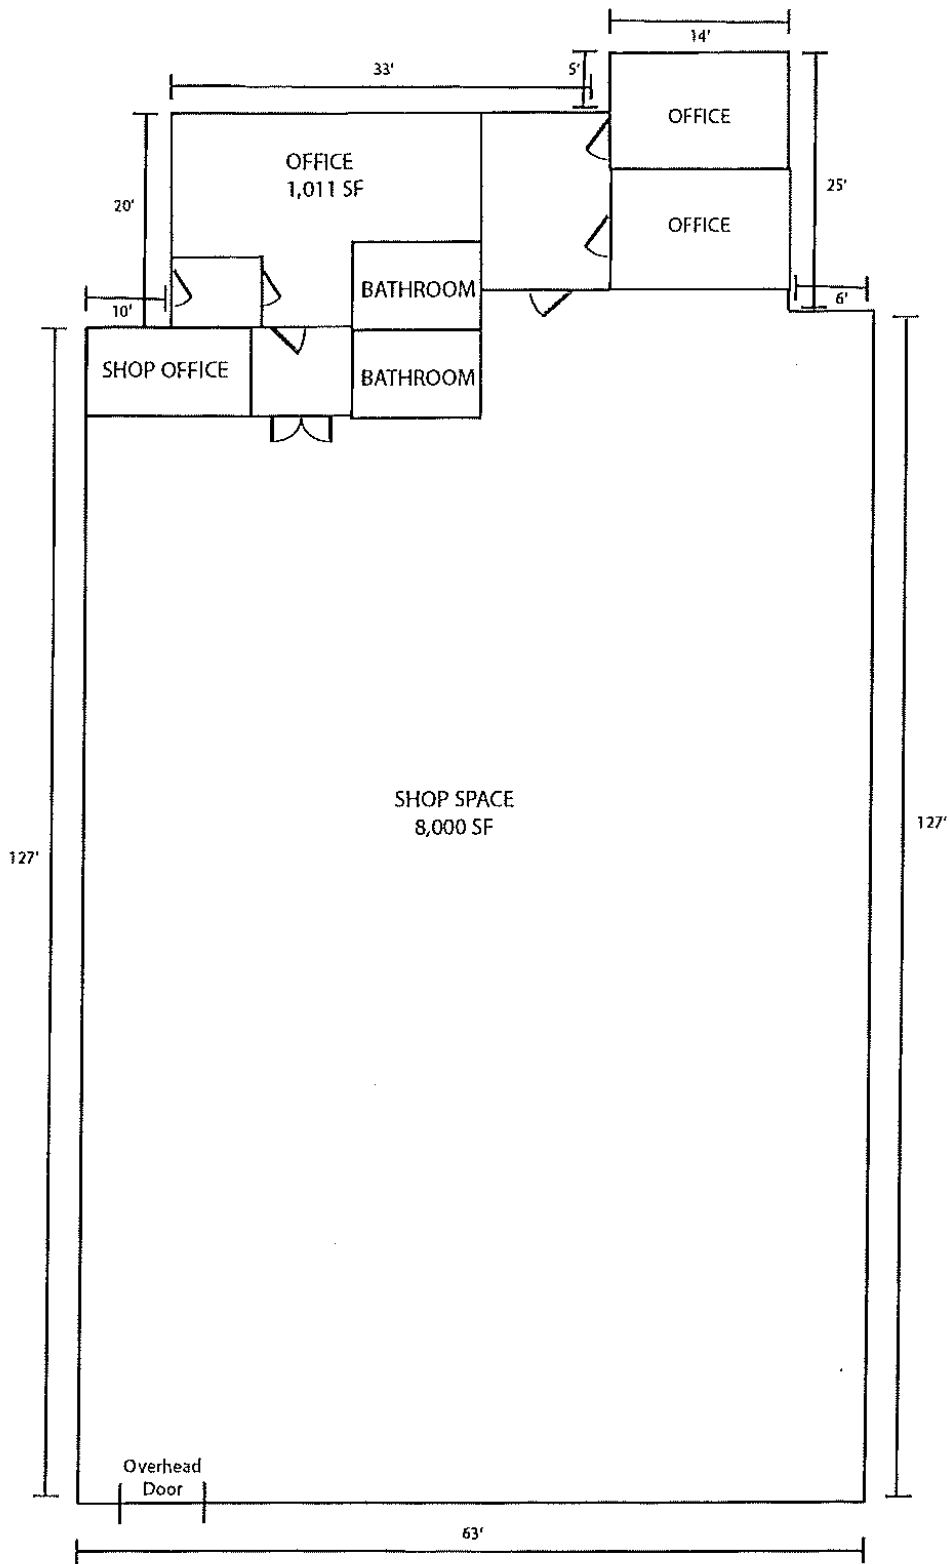 14'
33'
5'
OFFICE
OFFICE
1,011 SF
25'
20'
OFFICE
BATHROOM
10'
6'
SHOP OFFICE
BATHROOM
SHOP SPACE
8,000 SF
127'
127'
Overhead
Door
63'